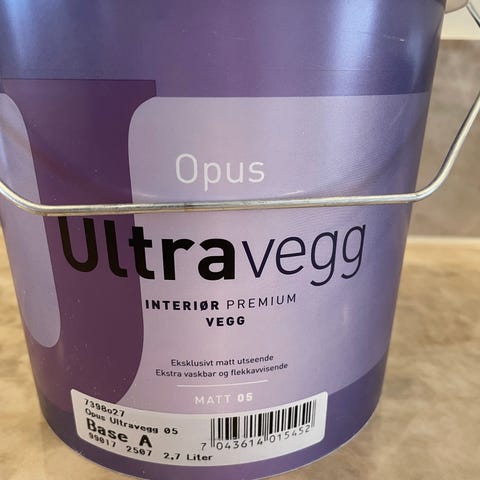 Opus
Ultravegg
INTERIØR PREMIUM
VEGG
Eksklusivt matt utseende
Ekstra vaskbar og flekkavvisende
MATT 05
7398o27
Opus Ultravegg 05
Base A
99017 2507 2,7 Liter
7 043614 015452